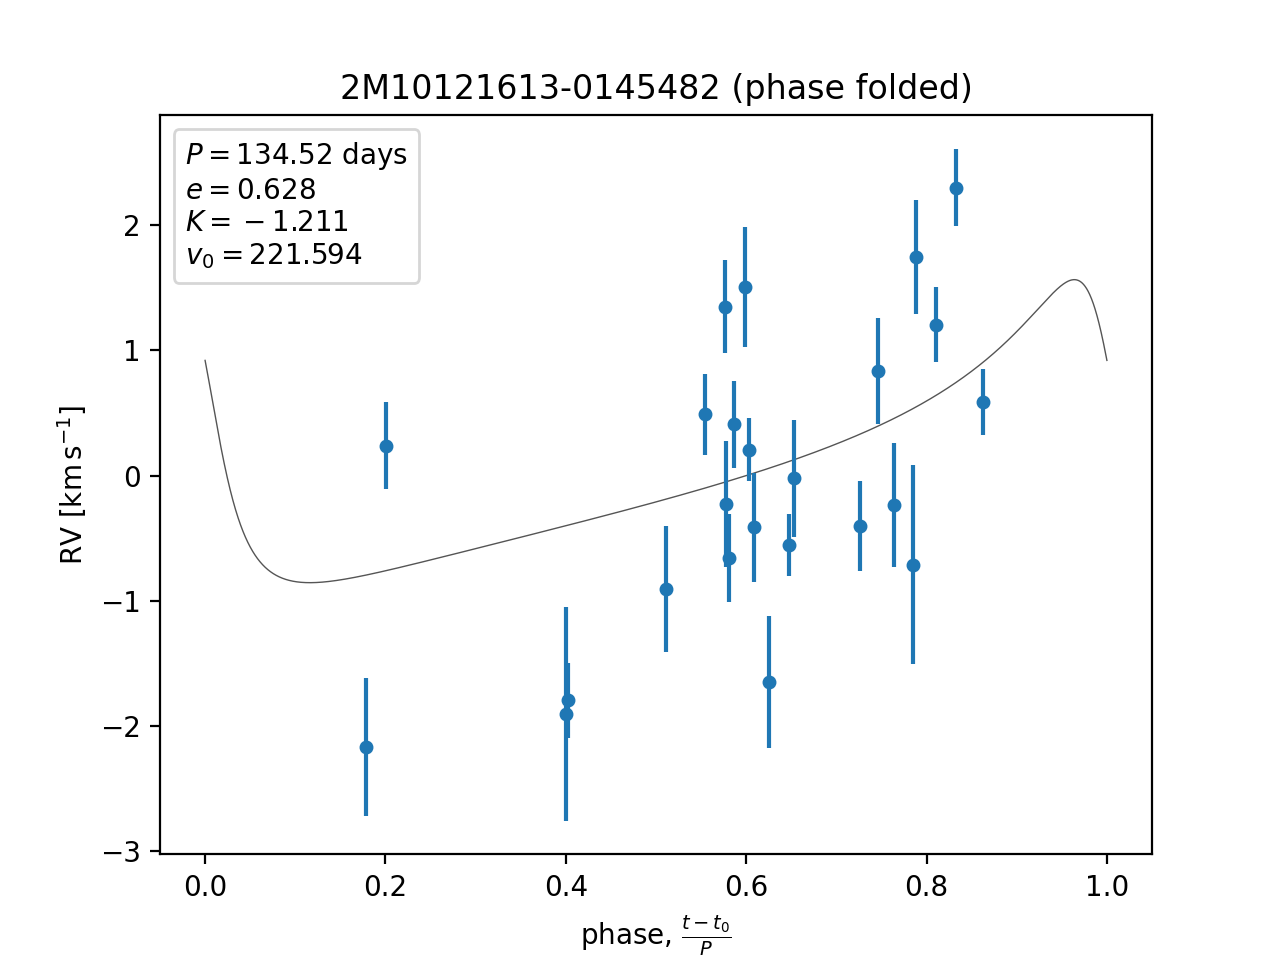 2M10121613-0145482 (phase folded)
P = 134.52 days
e = 0.628
K = −1.211
v₀ = 221.594
RV [km s⁻¹]
2
1
0
−1
−2
−3
0.0 0.2 0.4 0.6 0.8 1.0
phase, (t − t₀)/P